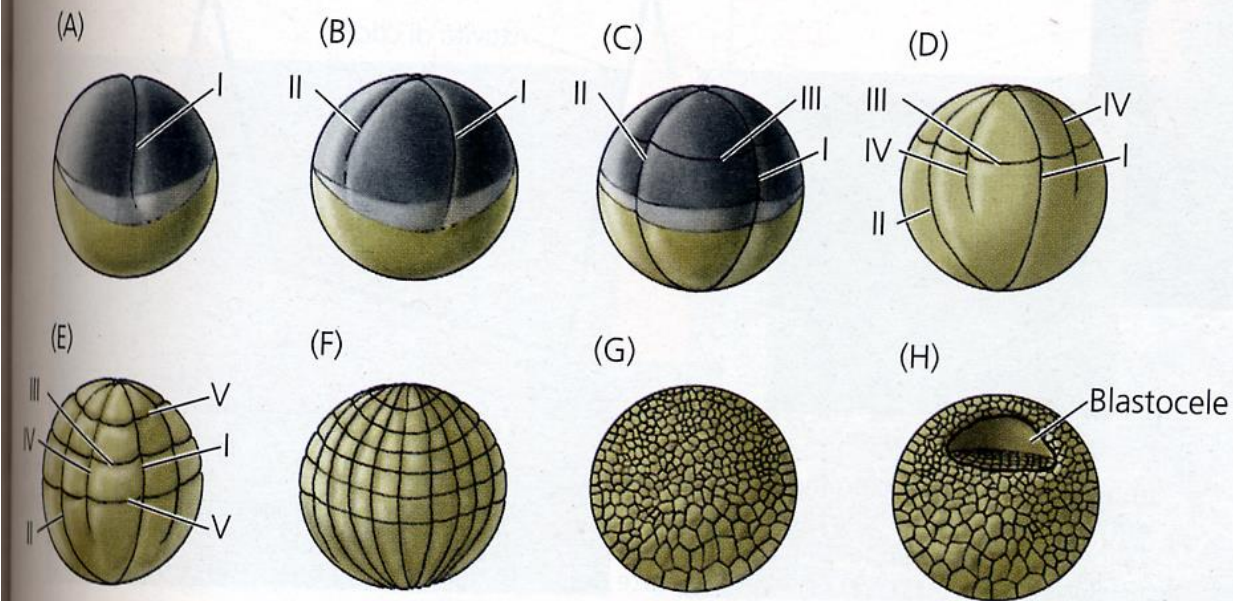 (A)
I
(B)
II
I
(C)
II
III
I
(D)
III
IV
IV
I
II
(E)
III
V
IV
I
II
V
(F)
(G)
(H)
Blastocele